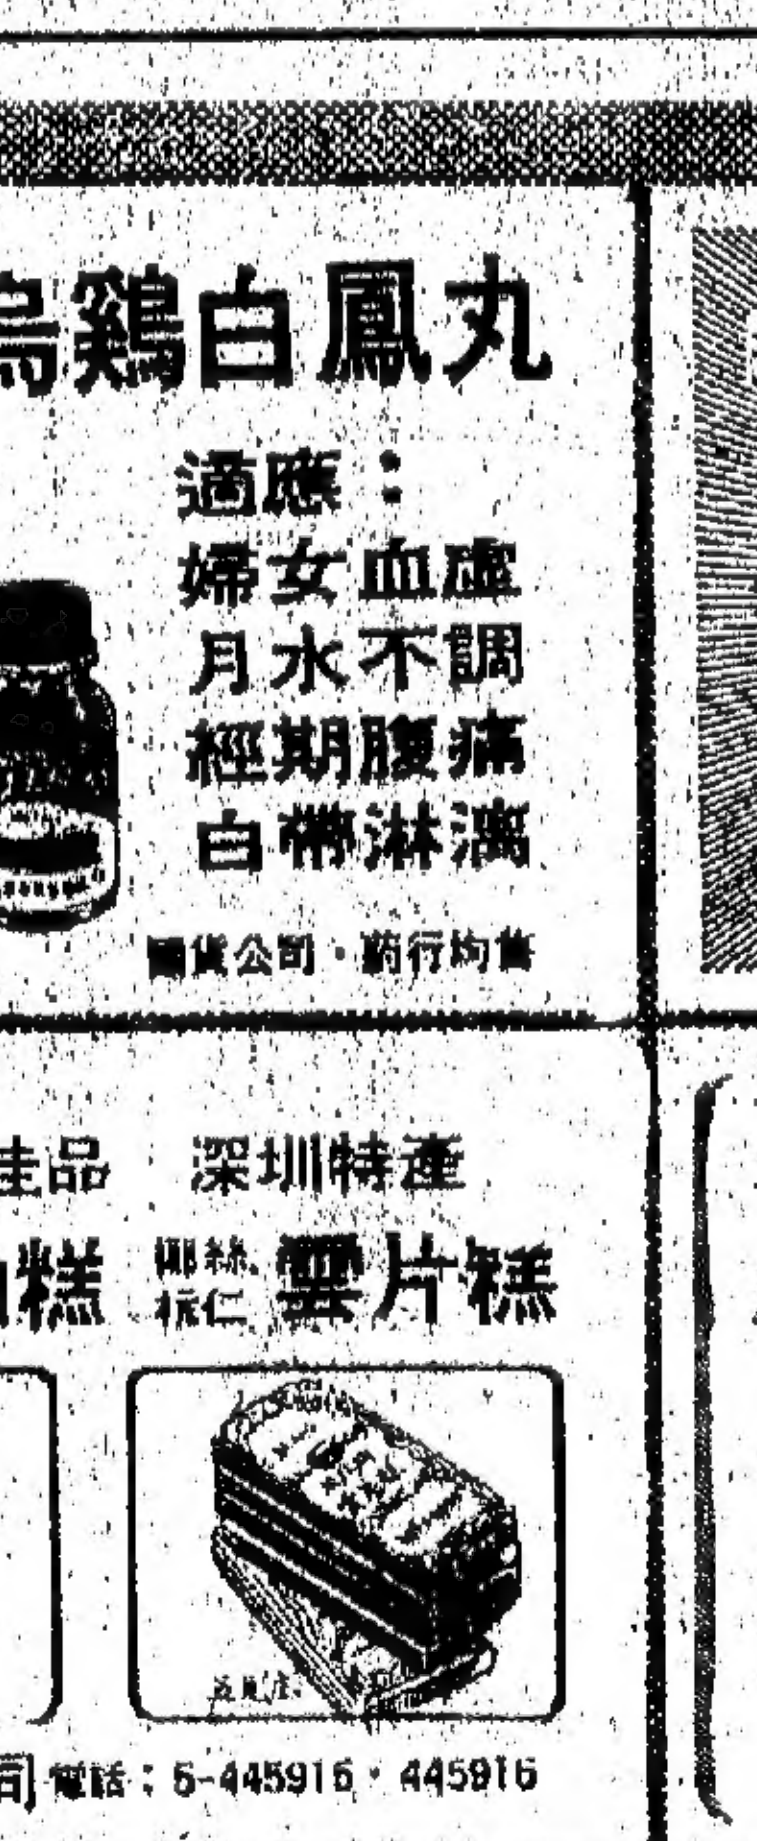 烏鷄白鳳丸
適應：
婦女血虛
月水不調
經期腹痛
白帶淋漓
國貨公司·葯行均售
佳品
深圳特產
糕
椰絲
杬仁
雲片糕
司
電話：5-445916·445916